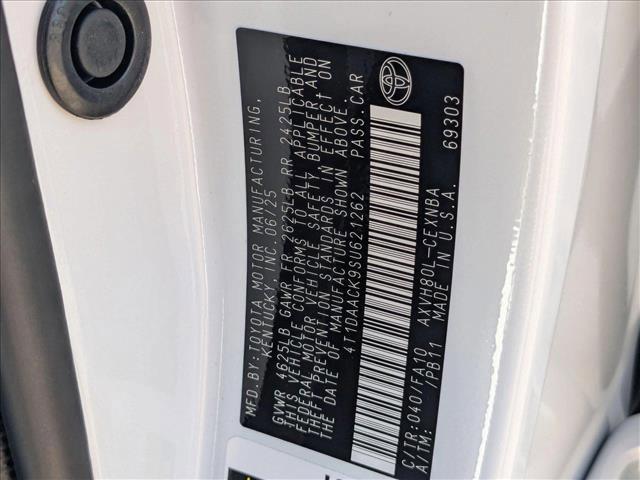 MFD.BY:TOYOTA MOTOR MANUFACTURING,
KENTUCKY, INC. 06/25
GVWR 4625LB GAWR FR 2625LB RR 2425LB
THIS VEHICLE CONFORMS TO ALL APPLICABLE
FEDERAL MOTOR VEHICLE SAFETY, BUMPER, AND
THEFT PREVENTION STANDARDS IN EFFECT ON
THE DATE OF MANUFACTURE SHOWN ABOVE.
4T1DAACK9SU621262 PASS.CAR
C/TR:0407/FA10 AXVH80L-CEXNBA
A/TM: /PB11 MADE IN U.S.A.
69303